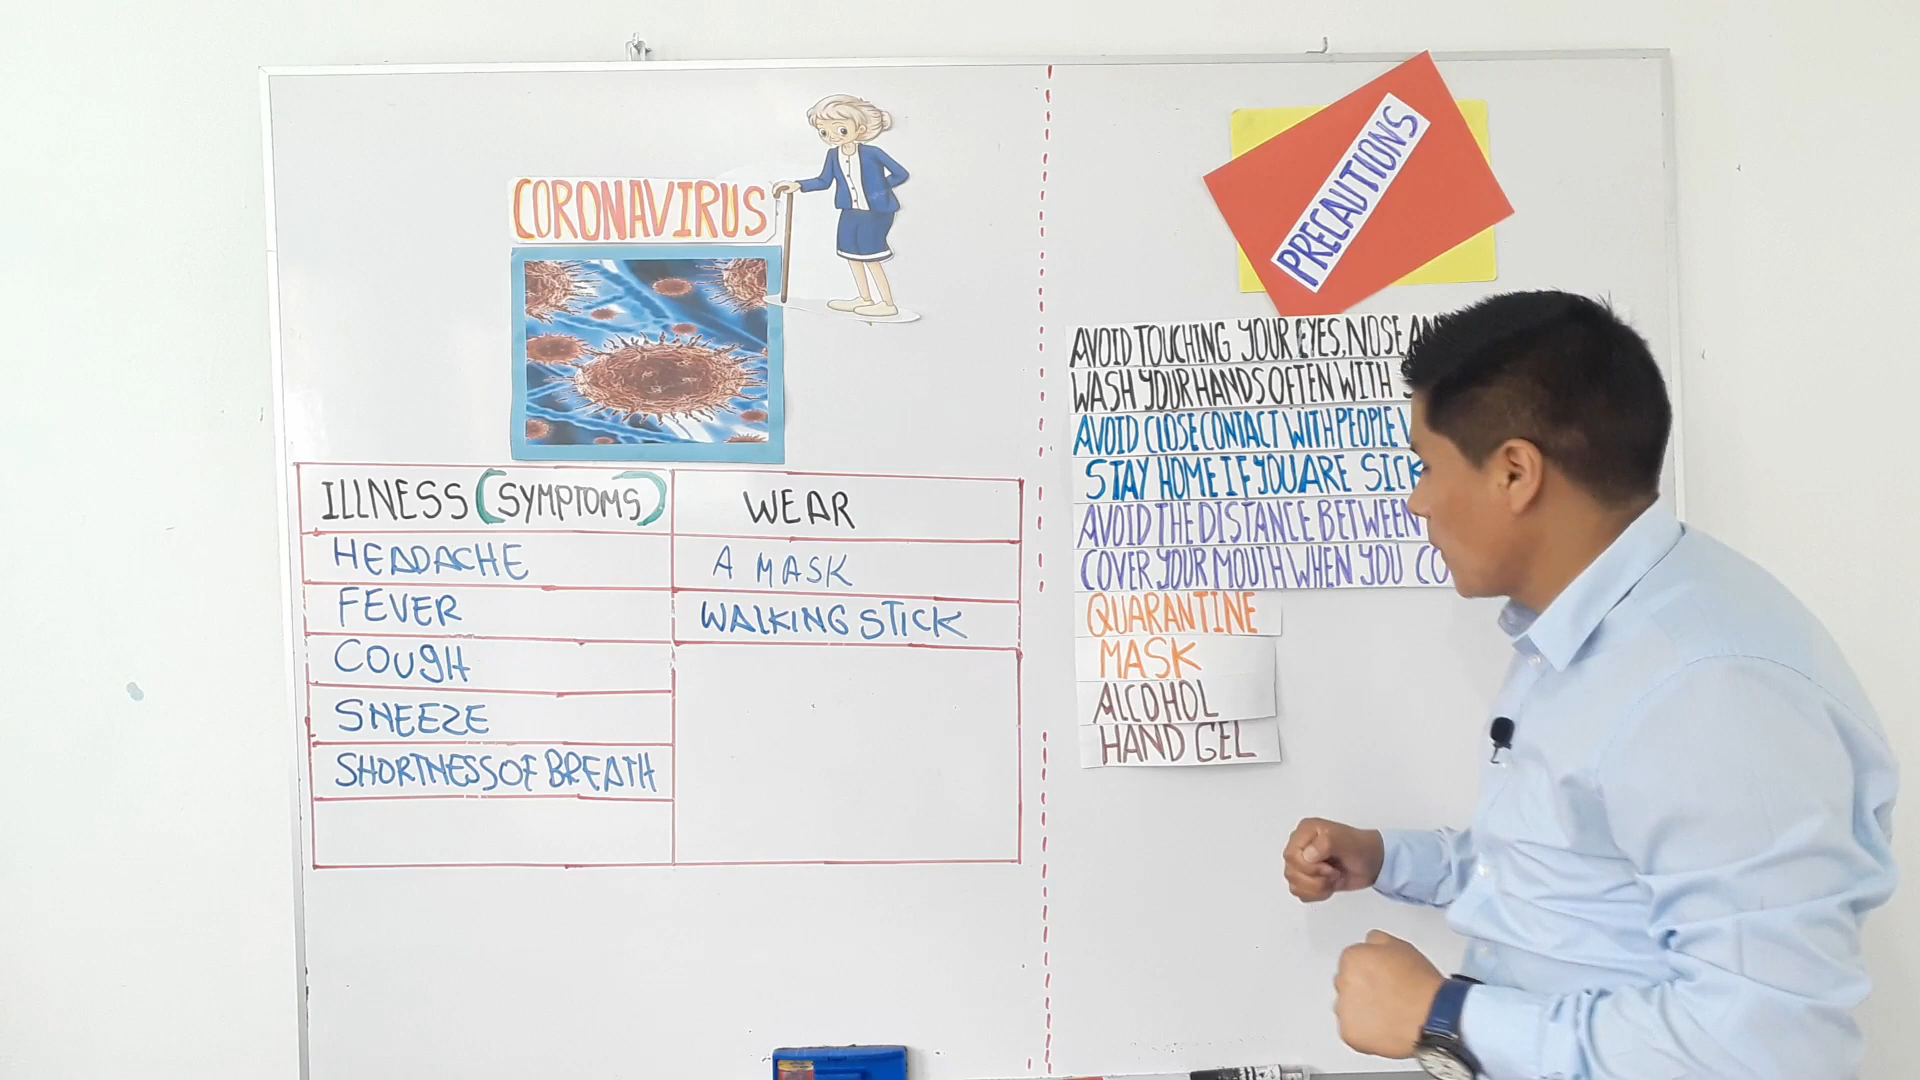 CORONAVIRUS
ILLNESS (SYMPTOMS)
WEAR
HEADACHE
A MASK
FEVER
WALKING STICK
COUGH
SNEEZE
SHORTNESS OF BREATH
PRECAUTIONS
AVOID TOUCHING YOUR EYES, NOSE
WASH YOUR HANDS OFTEN WITH
AVOID CLOSE CONTACT WITH PEOPLE
STAY HOME IF YOU ARE SICK
AVOID THE DISTANCE BETWEEN
COVER YOUR MOUTH WHEN YOU
QUARANTINE
MASK
ALCOHOL
HAND GEL